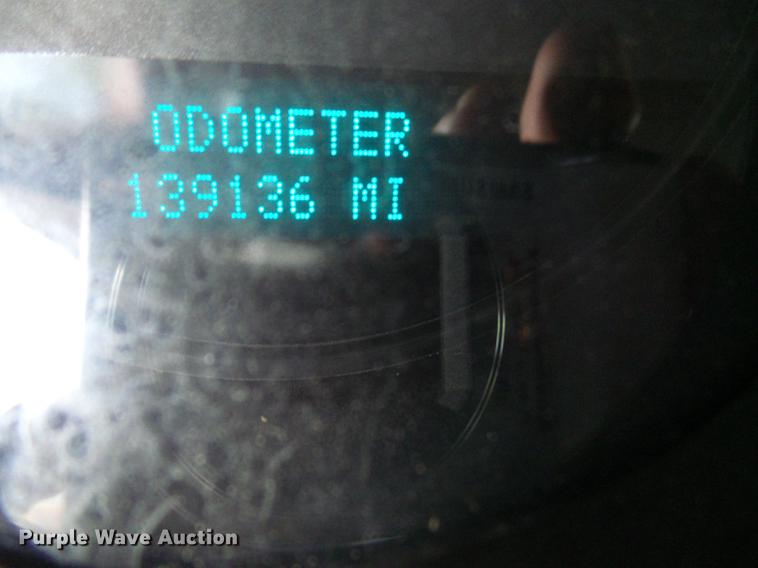 ODOMETER
139136 MI
Purple Wave Auction